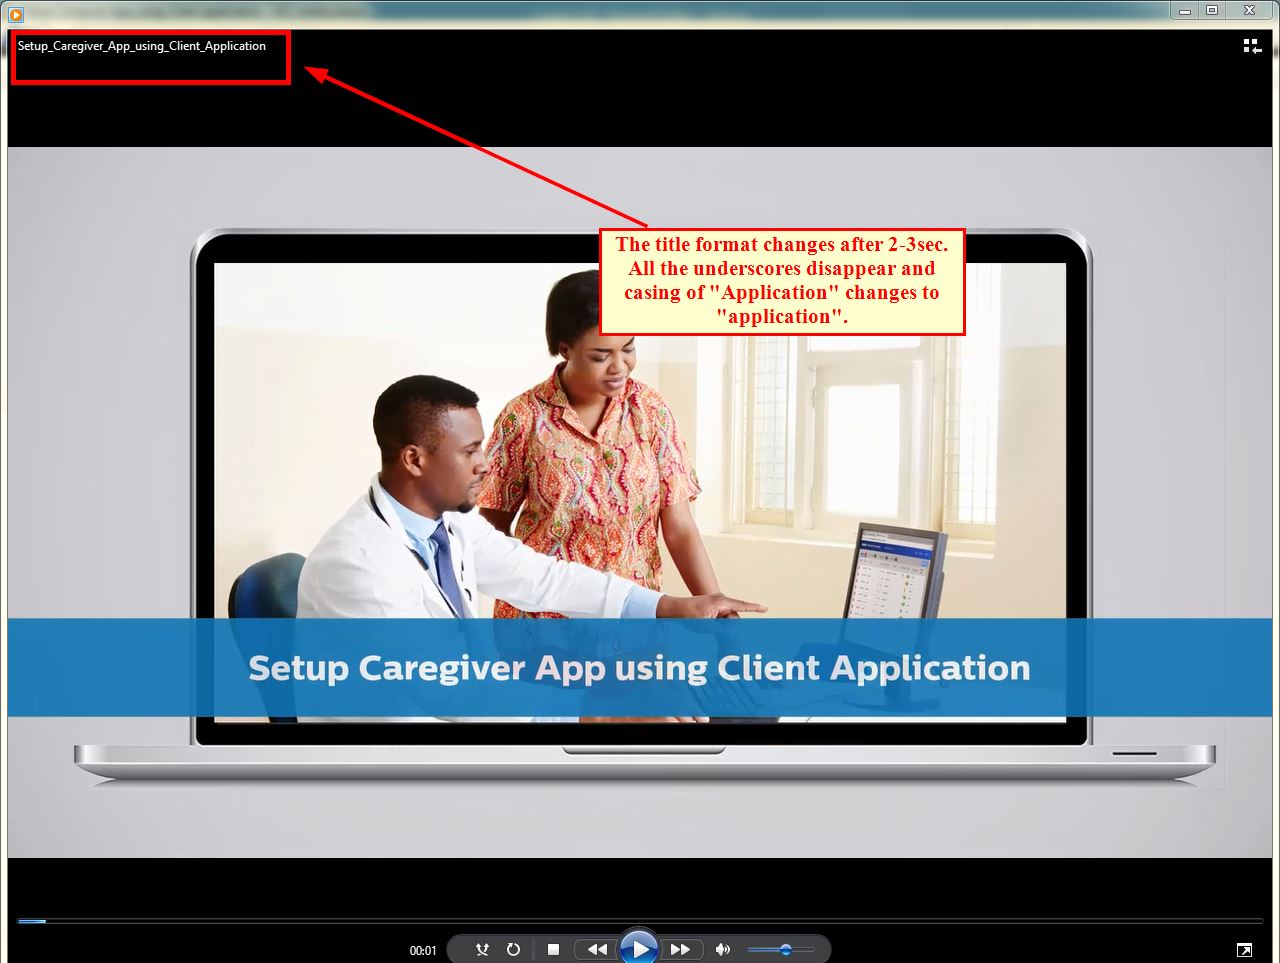 Setup_Caregiver_App_using_Client_Application
The title format changes after 2-3sec.
All the underscores disappear and
casing of "Application" changes to
"application".
Setup Caregiver App using Client Application
00:01